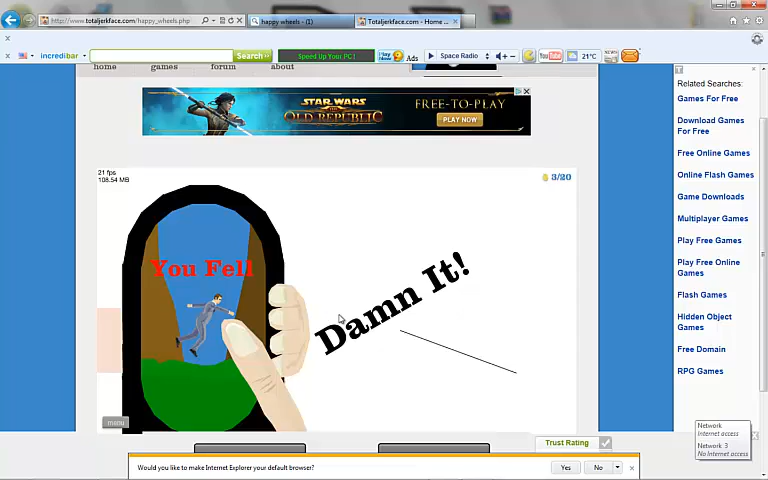 http://www.totaljerkface.com/happy_wheels.php
happy wheels - (1)
Totaljerkface.com - Home ...
incredibar
Search
Speed Up Your PC !
Play Now
Ads
Space Radio
You Tube
NEWS
21°C
home games forum about
STAR WARS
THE OLD REPUBLIC
FREE-TO-PLAY
PLAY NOW
Related Searches:
Games For Free
Download Games
For Free
Free Online Games
Online Flash Games
Game Downloads
Multiplayer Games
Play Free Games
Play Free Online
Games
Flash Games
Hidden Object
Games
Free Domain
RPG Games
21 fps
108.54 MB
3/20
You Fell
Damn It!
menu
Trust Rating
Network
Internet access
Network 3
No Internet access
Would you like to make Internet Explorer your default browser?
Yes
No